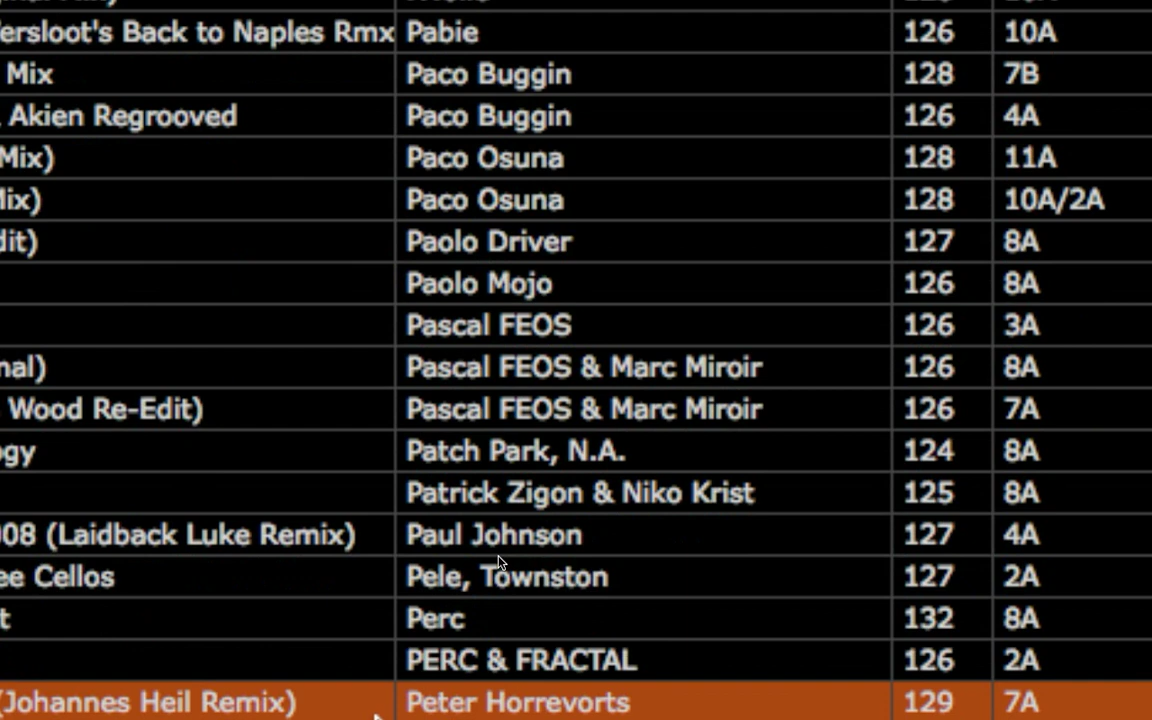 ersloot's Back to Naples Rmx Pabie 126 10A
Mix Paco Buggin 128 7B
Akien Regrooved Paco Buggin 126 4A
Mix) Paco Osuna 128 11A
Mix) Paco Osuna 128 10A/2A
dit) Paolo Driver 127 8A
Paolo Mojo 126 8A
Pascal FEOS 126 3A
nal) Pascal FEOS & Marc Miroir 126 8A
Wood Re-Edit) Pascal FEOS & Marc Miroir 126 7A
ogy Patch Park, N.A. 124 8A
Patrick Zigon & Niko Krist 125 8A
008 (Laidback Luke Remix) Paul Johnson 127 4A
ee Cellos Pele, Townston 127 2A
t Perc 132 8A
PERC & FRACTAL 126 2A
(Johannes Heil Remix) Peter Horrevorts 129 7A